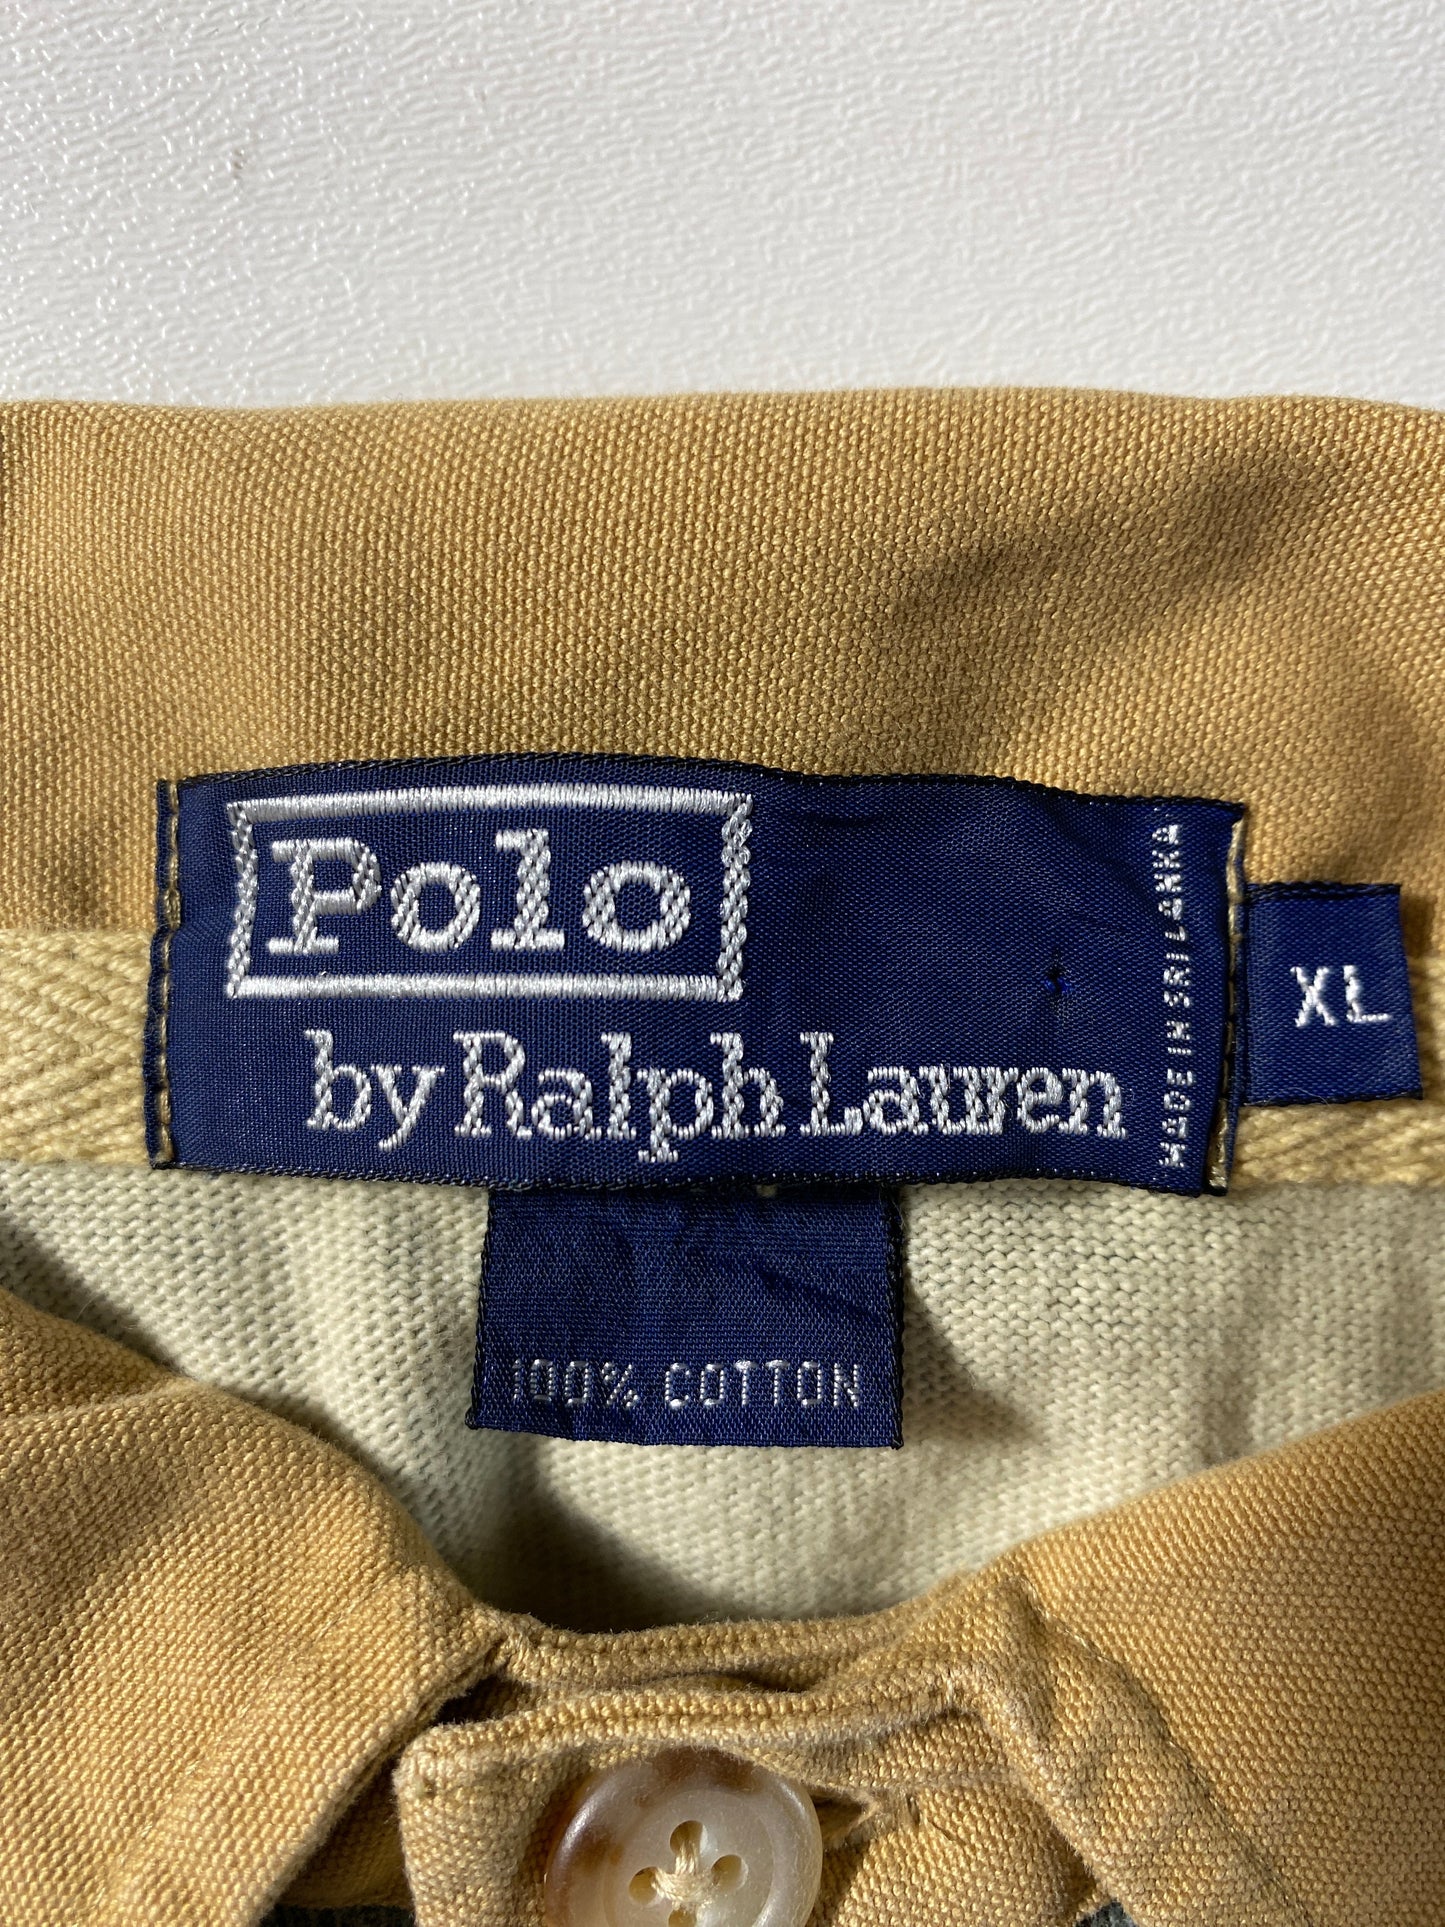 Polo
by Ralph Lauren
MADE IN SRI LANKA
XL
100% COTTON